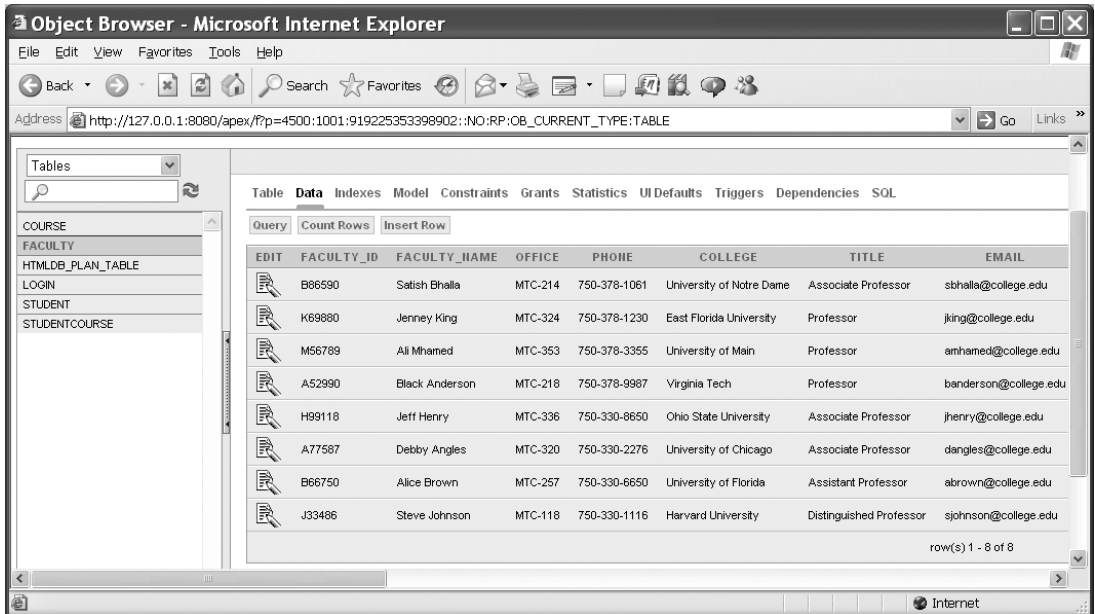 Object Browser - Microsoft Internet Explorer
File Edit View Favorites Tools Help
Back Search Favorites
Address http://127.0.0.1:8080/apex/f?p=4500:1001:919225353398902::NO:RP:OB_CURRENT_TYPE:TABLE Go Links »
Tables
Table Data Indexes Model Constraints Grants Statistics UI Defaults Triggers Dependencies SQL
Query Count Rows Insert Row
COURSE
FACULTY
HTMLDB_PLAN_TABLE
LOGIN
STUDENT
STUDENTCOURSE
EDIT FACULTY_ID FACULTY_NAME OFFICE PHONE COLLEGE TITLE EMAIL
B86590 Satish Bhalla MTC-214 750-378-1061 University of Notre Dame Associate Professor sbhalla@college.edu
K69880 Jenney King MTC-324 750-378-1230 East Florida University Professor jking@college.edu
M56789 Ali Mhamed MTC-353 750-378-3355 University of Main Professor amhamed@college.edu
A52990 Black Anderson MTC-218 750-378-9987 Virginia Tech Professor banderson@college.edu
H99118 Jeff Henry MTC-336 750-330-8650 Ohio State University Associate Professor jhenry@college.edu
A77587 Debby Angles MTC-320 750-330-2276 University of Chicago Associate Professor dangles@college.edu
B66750 Alice Brown MTC-257 750-330-6650 University of Florida Assistant Professor abrown@college.edu
J33486 Steve Johnson MTC-118 750-330-1116 Harvard University Distinguished Professor sjohnson@college.edu
row(s) 1 - 8 of 8
Internet